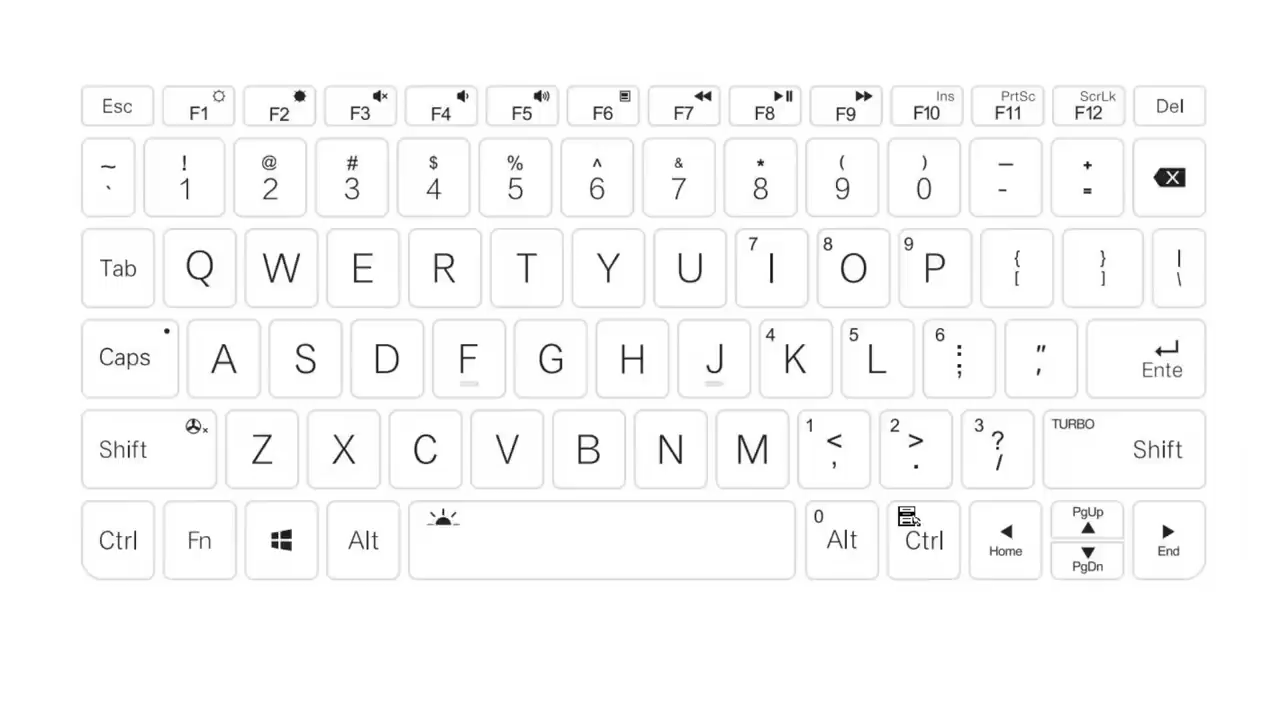 Esc F1 F2 F3 F4 F5 F6 F7 F8 F9 Ins F10 PrtSc F11 ScrLk F12 Del
~ ! @ # $ % ^ & * ( ) — +
` 1 2 3 4 5 6 7 8 9 0 - =
Tab Q W E R T Y U 7 I 8 O 9 P { [ } ] | \
Caps A S D F G H J 4 K 5 L 6 : ; " ' Ente
Shift Z X C V B N M 1 < , 2 > . 3 ? / TURBO Shift
Ctrl Fn Alt 0 Alt Ctrl Home PgUp PgDn End